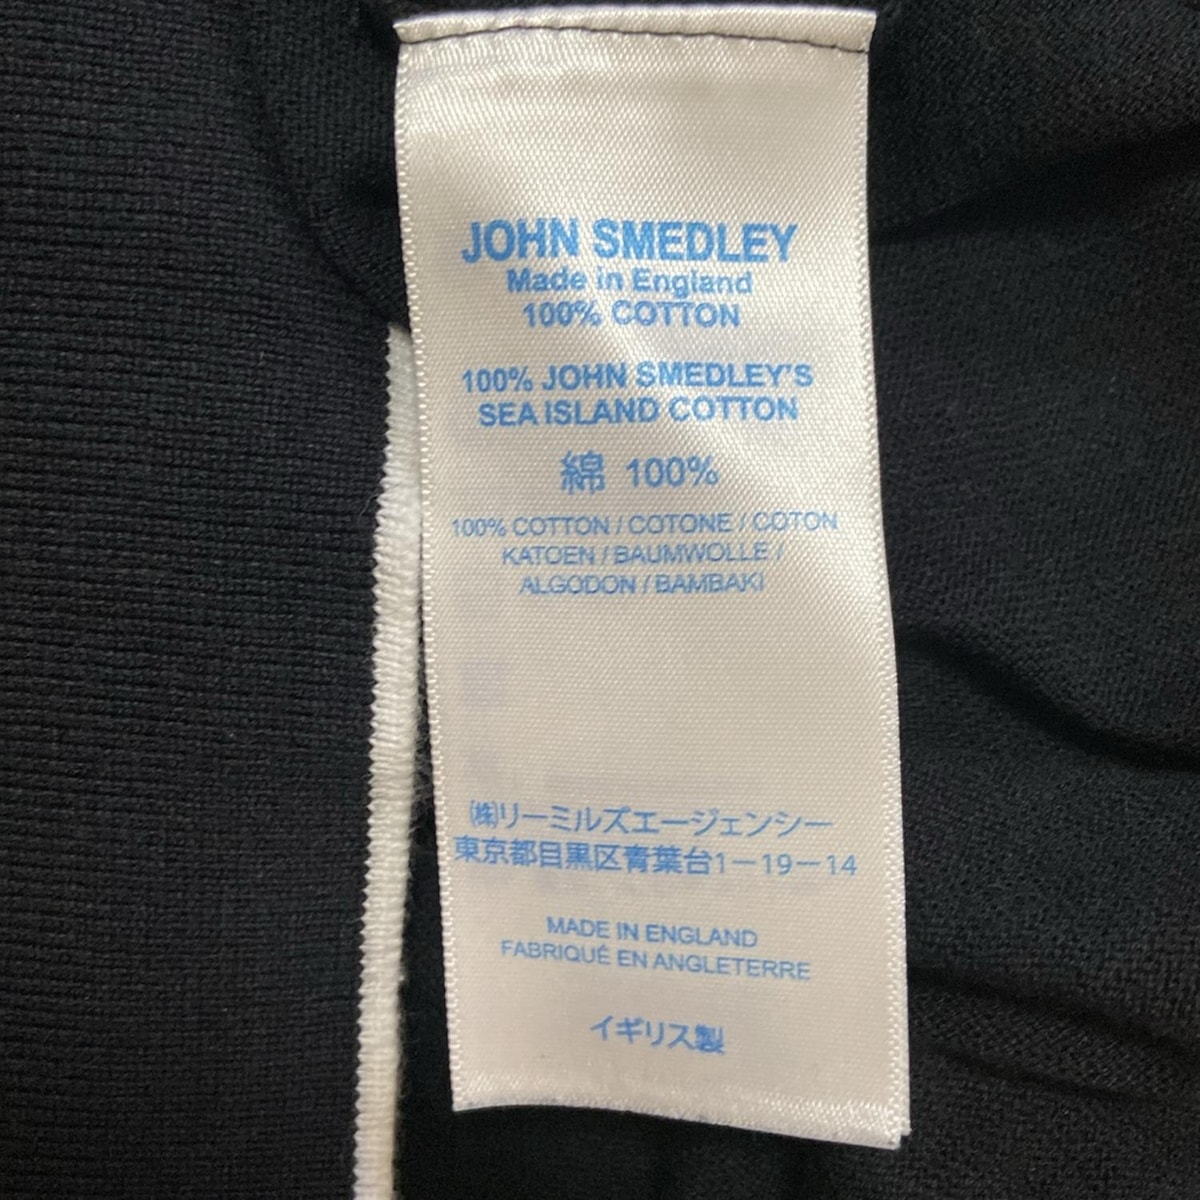 JOHN SMEDLEY
Made in England
100% COTTON
100% JOHN SMEDLEY'S
SEA ISLAND COTTON
綿 100%
100% COTTON / COTONE / COTON
KATOEN / BAUMWOLLE /
ALGODON / BAMBAKI
(株)リーミルズエージェンシー
東京都目黒区青葉台1－19－14
MADE IN ENGLAND
FABRIQUÉ EN ANGLETERRE
イギリス製